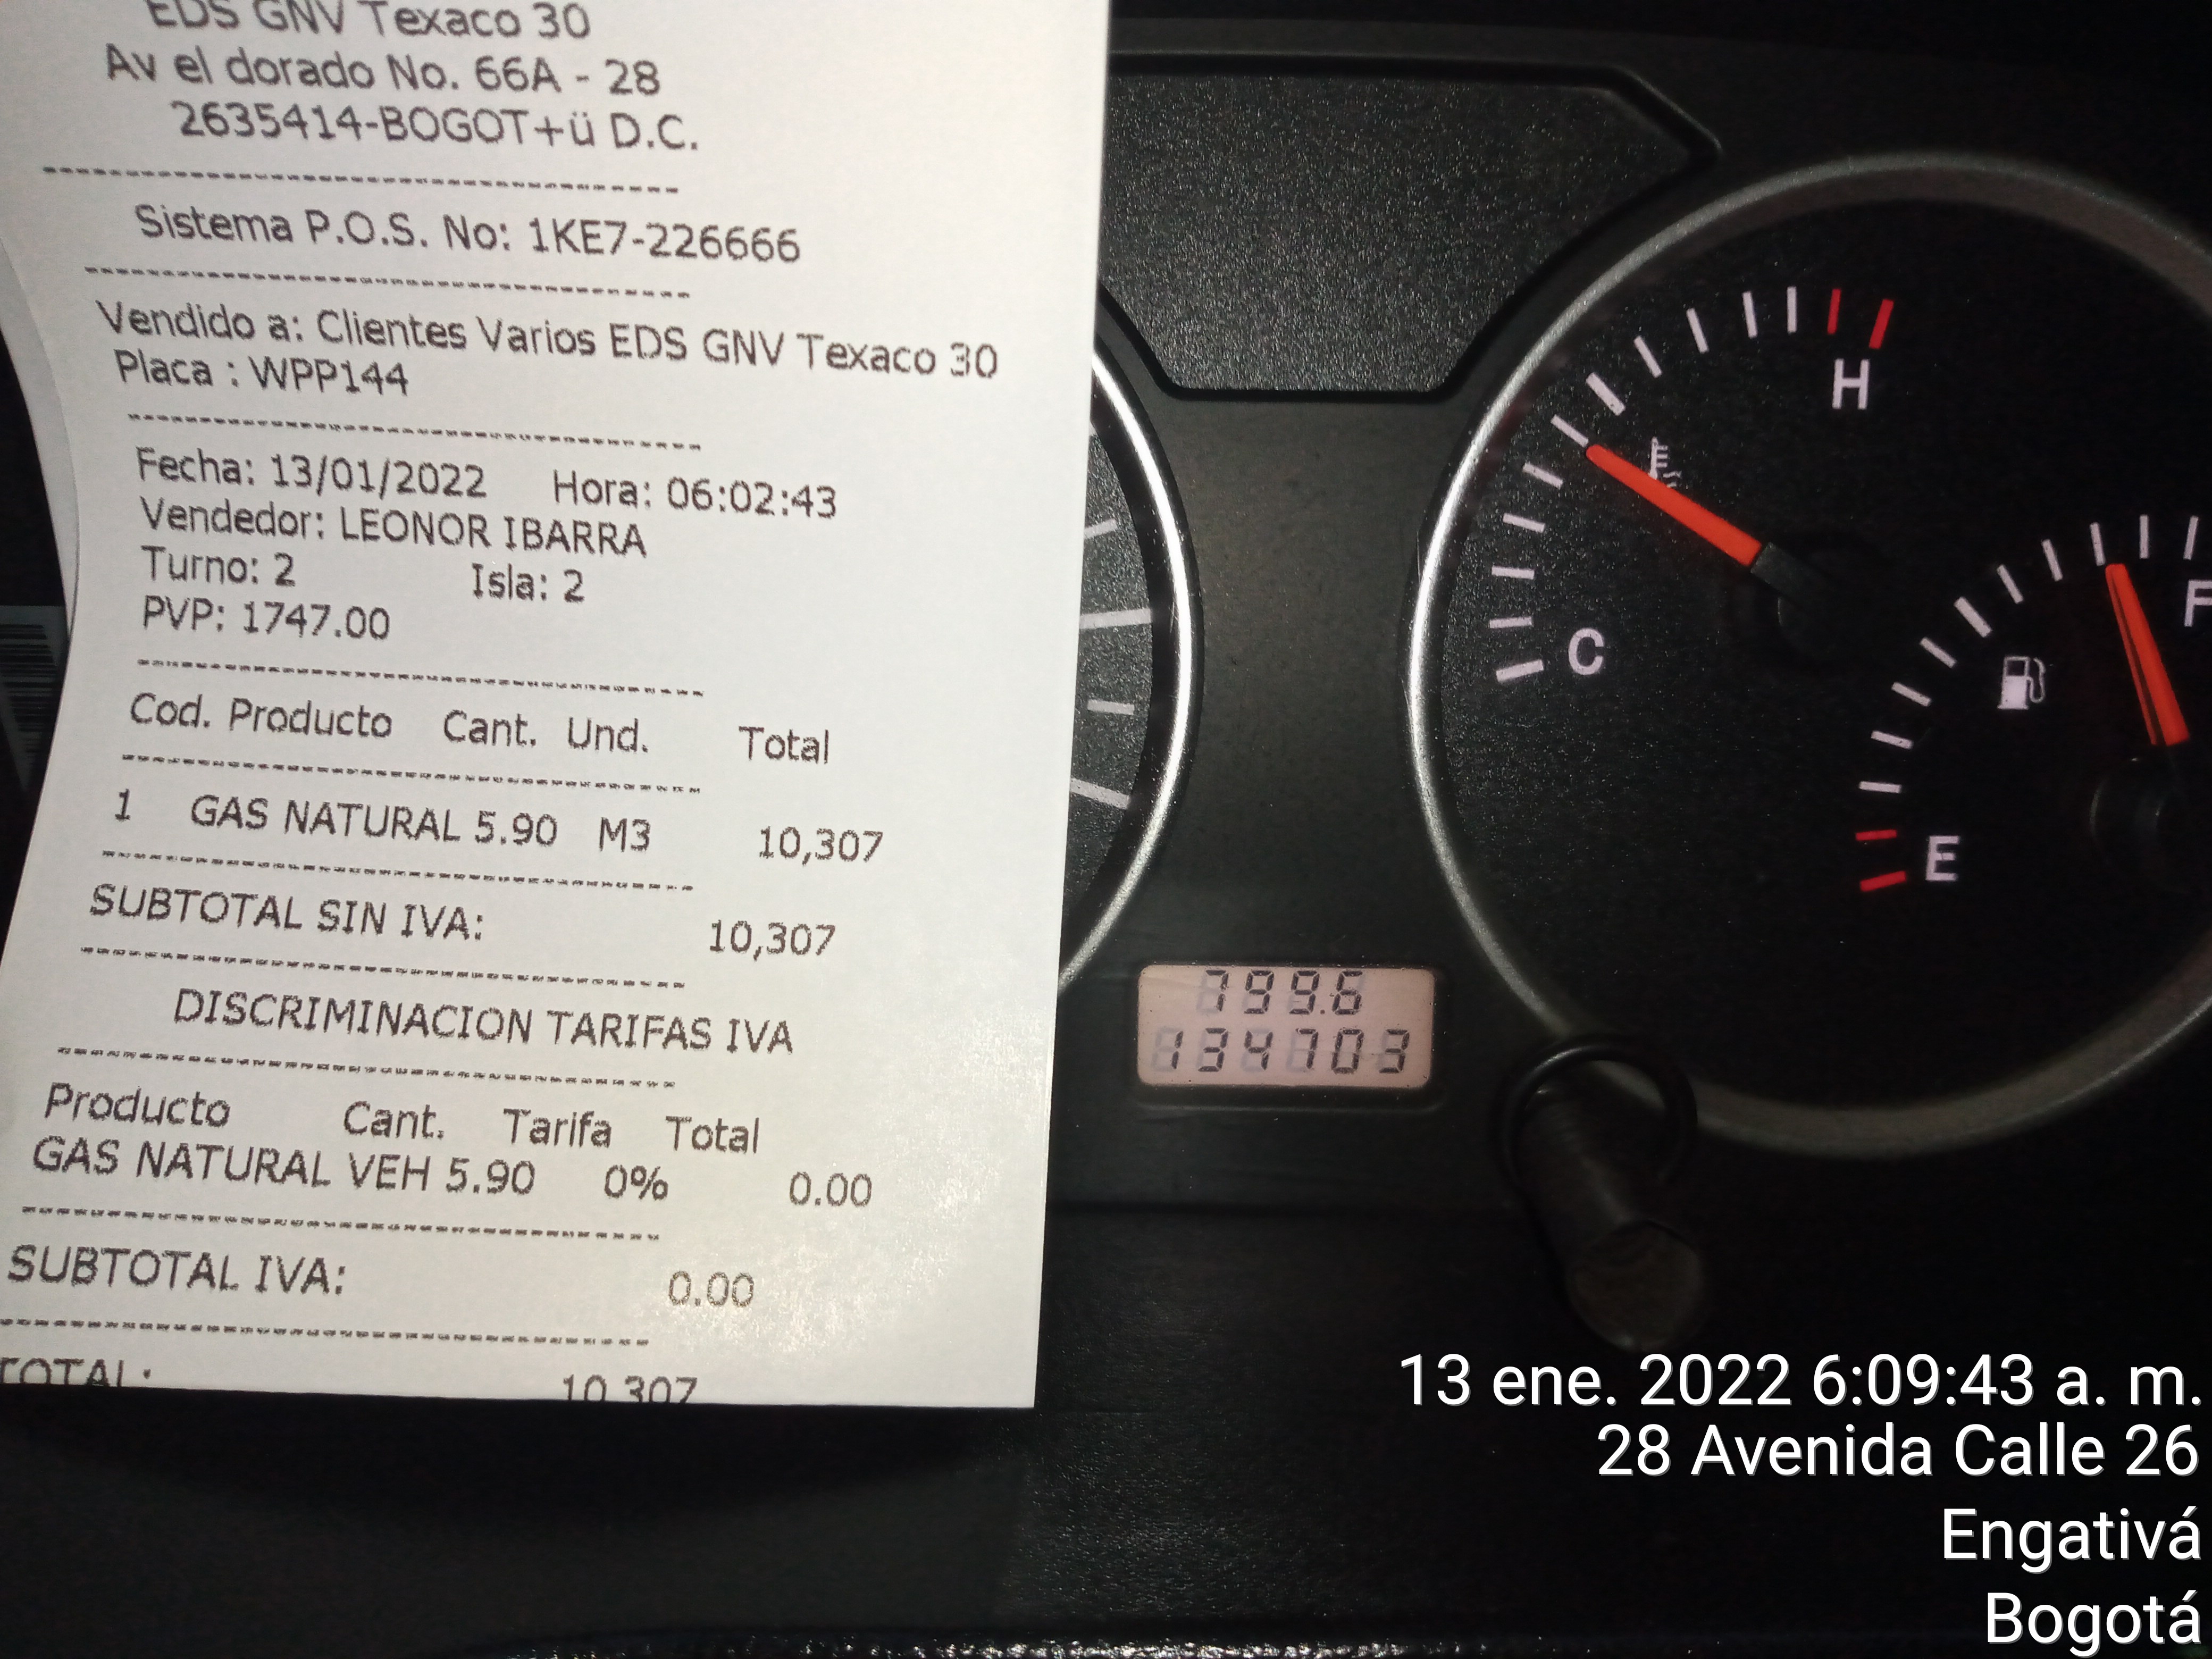 EDS GNV Texaco 30
Av el dorado No. 66A - 28
2635414-BOGOT+ü D.C.
Sistema P.O.S. No: 1KE7-226666
Vendido a: Clientes Varios EDS GNV Texaco 30
Placa : WPP144
Fecha: 13/01/2022 Hora: 06:02:43
Vendedor: LEONOR IBARRA
Turno: 2 Isla: 2
PVP: 1747.00
Cod. Producto Cant. Und. Total
1 GAS NATURAL 5.90 M3 10,307
SUBTOTAL SIN IVA: 10,307
DISCRIMINACION TARIFAS IVA
Producto Cant. Tarifa Total
GAS NATURAL VEH 5.90 0% 0.00
SUBTOTAL IVA: 0.00
TOTAL: 10,307
H
C
F
E
799.6
134703
13 ene. 2022 6:09:43 a. m.
28 Avenida Calle 26
Engativá
Bogotá